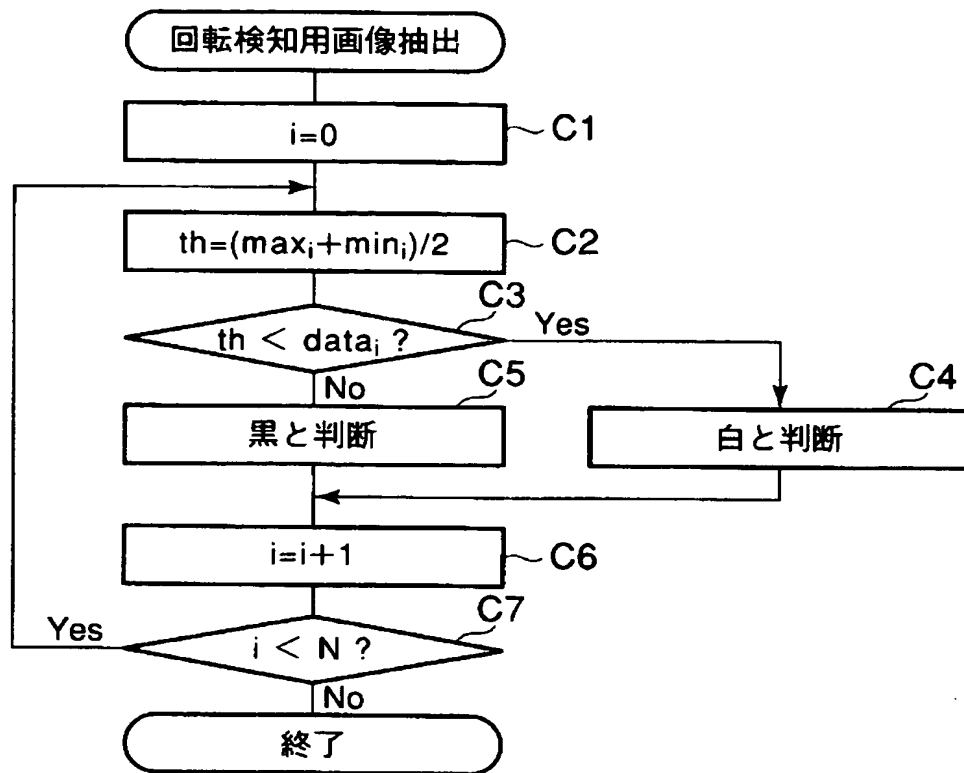 回転検知用画像抽出
i=0
C1
th=(maxᵢ+minᵢ)/2
C2
C3
th < dataᵢ ?
Yes
No
C5
C4
黒と判断
白と判断
i=i+1
C6
C7
Yes
i < N ?
No
終了